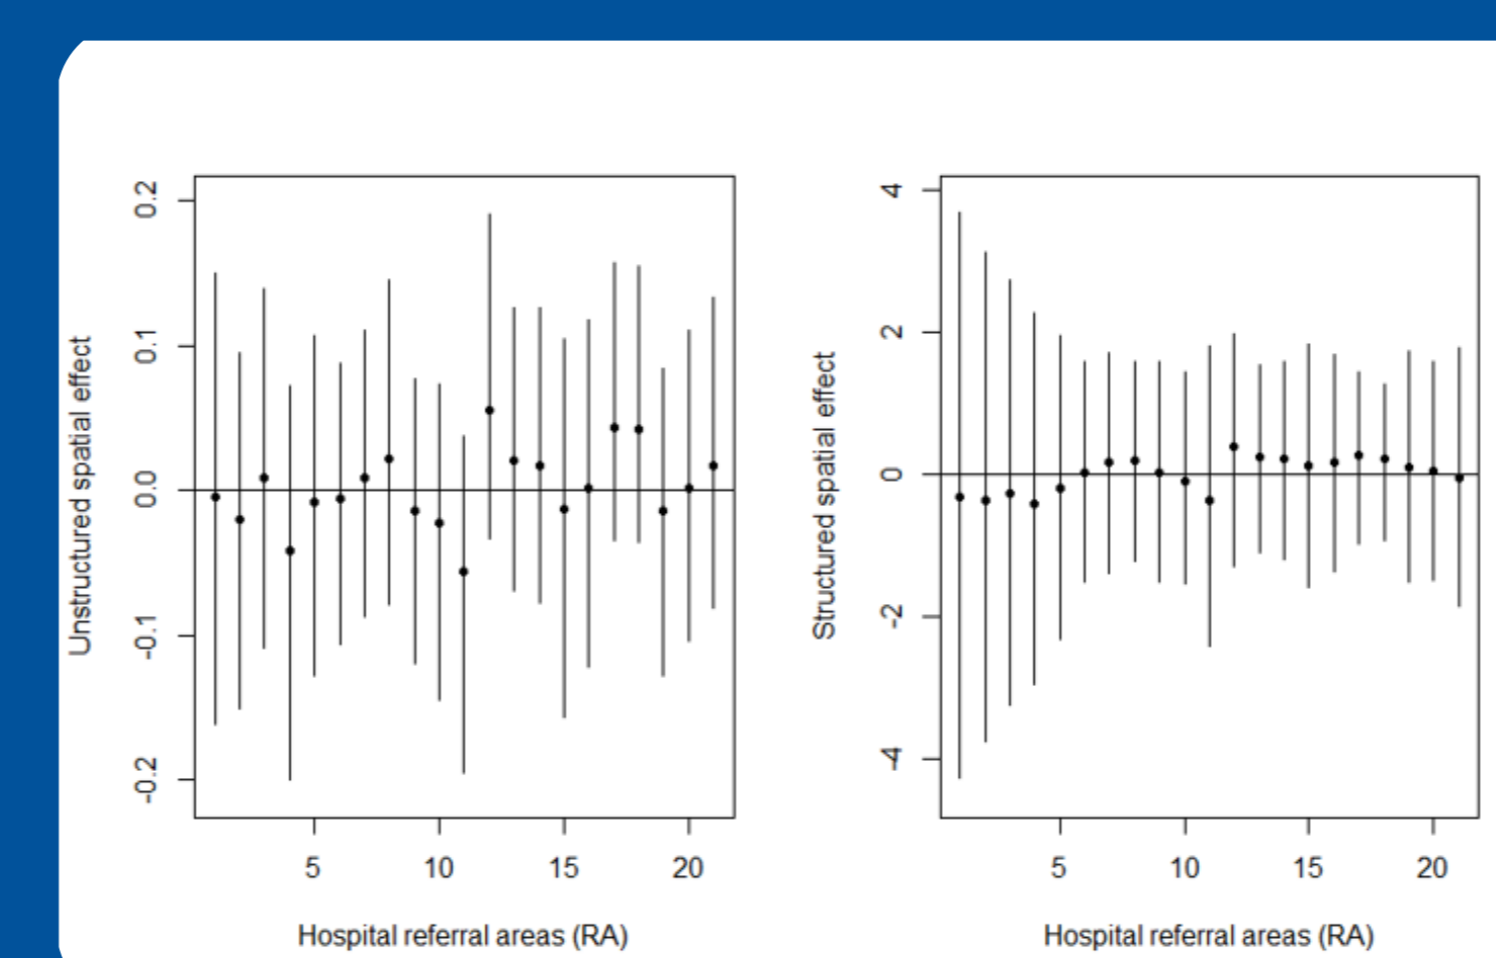 Unstructured spatial effect
0.2
0.1
0.0
-0.1
-0.2
5 10 15 20
Hospital referral areas (RA)
Structured spatial effect
4
2
0
-2
-4
5 10 15 20
Hospital referral areas (RA)